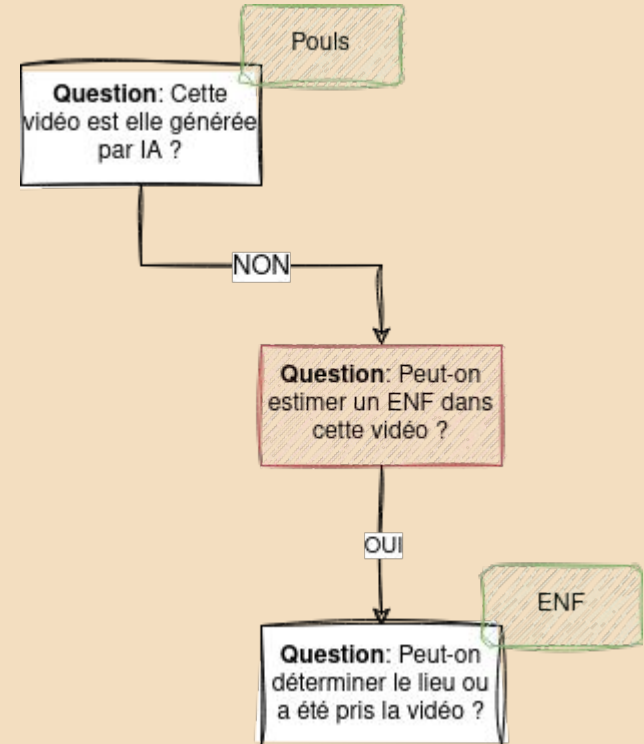 Pouls
Question: Cette
vidéo est elle générée
par IA ?
NON
Question: Peut-on
estimer un ENF dans
cette vidéo ?
OUI
ENF
Question: Peut-on
déterminer le lieu ou
a été pris la vidéo ?